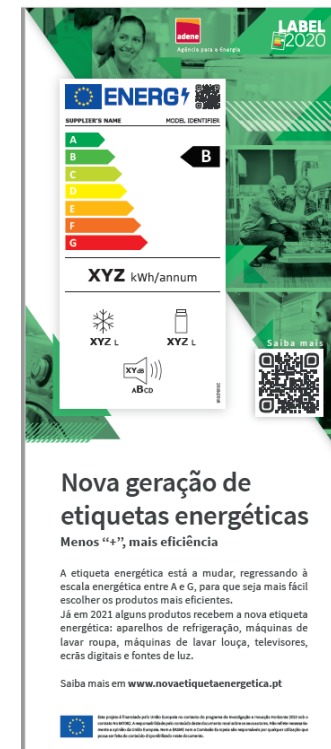 adene
Agência para a Energia
LABEL
2020
ENERG
SUPPLIER'S NAME MODEL IDENTIFIER
A
B
B
C
D
E
F
G
XYZ kWh/annum
XYZ L XYZ L
XY dB
ABCD
Saiba mais
Nova geração de
etiquetas energéticas
Menos "+", mais eficiência
A etiqueta energética está a mudar, regressando à
escala energética entre A e G, para que seja mais fácil
escolher os produtos mais eficientes.
Já em 2021 alguns produtos recebem a nova etiqueta
energética: aparelhos de refrigeração, máquinas de
lavar roupa, máquinas de lavar louça, televisores,
ecrãs digitais e fontes de luz.
Saiba mais em www.novaetiquetaenergetica.pt